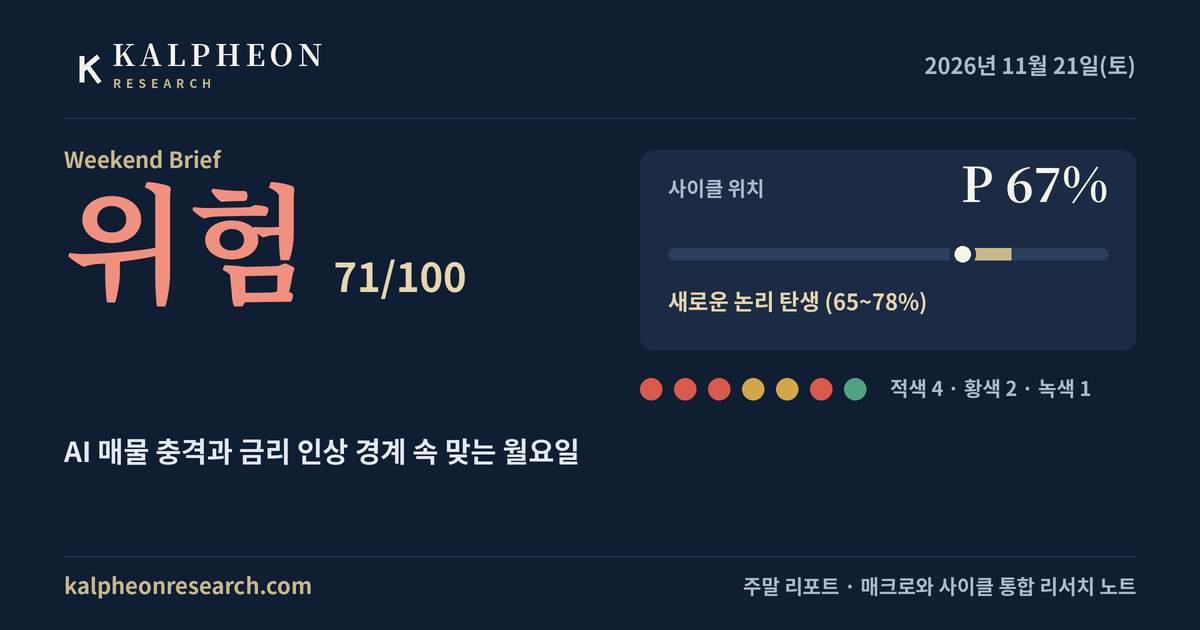 K KALPHEON
RESEARCH
2026년 11월 21일(토)
Weekend Brief
위험 71/100
사이클 위치 P 67%
새로운 논리 탄생 (65~78%)
적색 4 · 황색 2 · 녹색 1
AI 매물 충격과 금리 인상 경계 속 맞는 월요일
kalpheonresearch.com
주말 리포트 · 매크로와 사이클 통합 리서치 노트